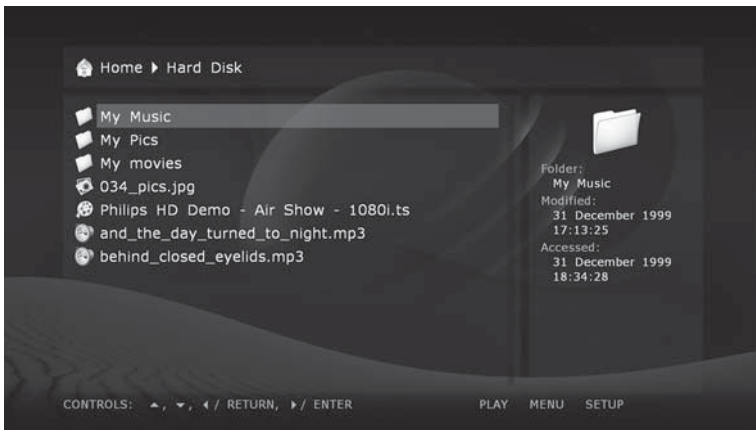 Home ▶ Hard Disk
My Music
My Pics
My movies
034_pics.jpg
Philips HD Demo - Air Show - 1080i.ts
and_the_day_turned_to_night.mp3
behind_closed_eyelids.mp3
Folder:
My Music
Modified:
31 December 1999
17:13:25
Accessed:
31 December 1999
18:34:28
CONTROLS: ▲, ▼, ◀/ RETURN, ▶/ ENTER PLAY MENU SETUP